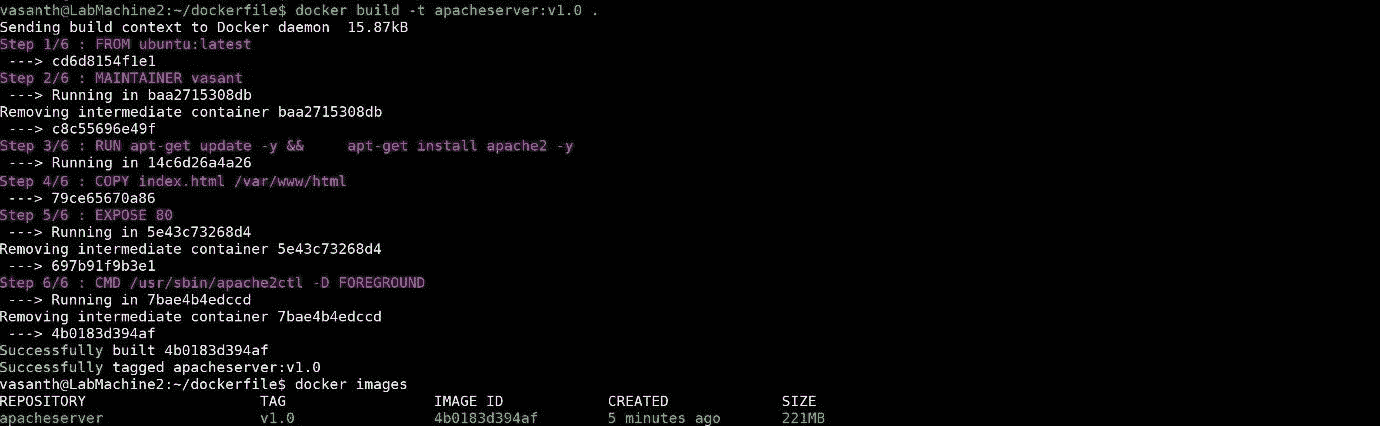 vasanth@LabMachine2:~/dockerfile$ docker build -t apacheserver:v1.0 .
Sending build context to Docker daemon  15.87kB
Step 1/6 : FROM ubuntu:latest
 ---> cd6d8154f1e1
Step 2/6 : MAINTAINER vasant
 ---> Running in baa2715308db
Removing intermediate container baa2715308db
 ---> c8c55696e49f
Step 3/6 : RUN apt-get update -y &&     apt-get install apache2 -y
 ---> Running in 14c6d26a4a26
Step 4/6 : COPY index.html /var/www/html
 ---> 79ce65670a86
Step 5/6 : EXPOSE 80
 ---> Running in 5e43c73268d4
Removing intermediate container 5e43c73268d4
 ---> 697b91f9b3e1
Step 6/6 : CMD /usr/sbin/apache2ctl -D FOREGROUND
 ---> Running in 7bae4b4edccd
Removing intermediate container 7bae4b4edccd
 ---> 4b0183d394af
Successfully built 4b0183d394af
Successfully tagged apacheserver:v1.0
vasanth@LabMachine2:~/dockerfile$ docker images
REPOSITORY                    TAG                 IMAGE ID            CREATED             SIZE
apacheserver                  v1.0                4b0183d394af        5 minutes ago       221MB